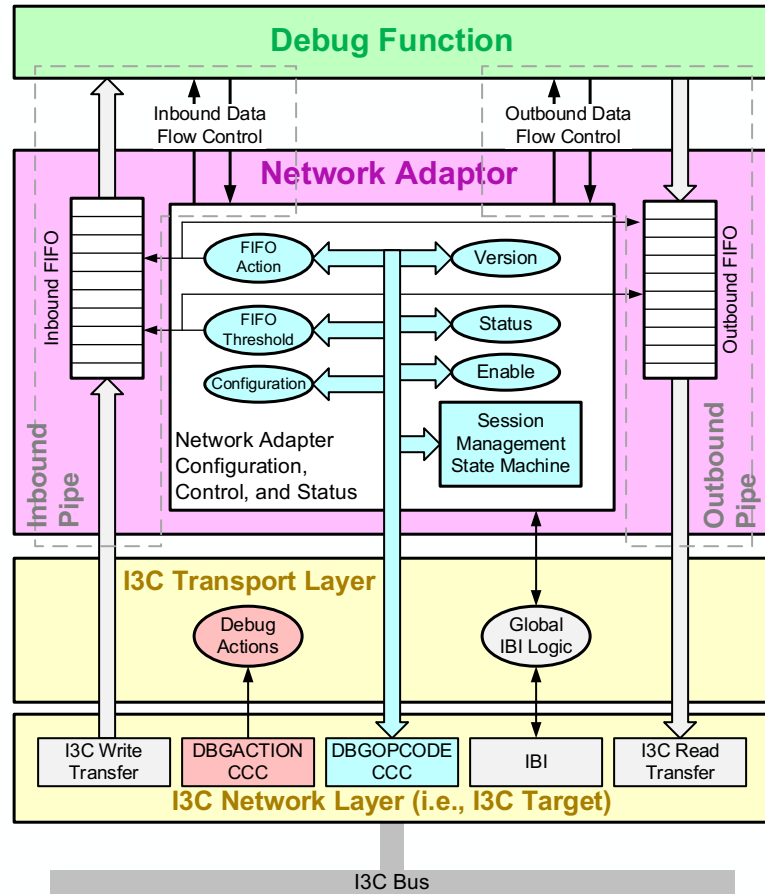 Debug Function
Inbound Data
Flow Control
Outbound Data
Flow Control
Network Adaptor
Inbound FIFO
FIFO
Action
Version
FIFO
Threshold
Status
Configuration
Enable
Session
Management
State Machine
Network Adapter
Configuration,
Control, and Status
Outbound FIFO
Inbound
Pipe
Outbound
Pipe
I3C Transport Layer
Debug
Actions
Global
IBI Logic
I3C Write
Transfer
DBGACTION
CCC
DBGOPCODE
CCC
IBI
I3C Read
Transfer
I3C Network Layer (i.e., I3C Target)
I3C Bus